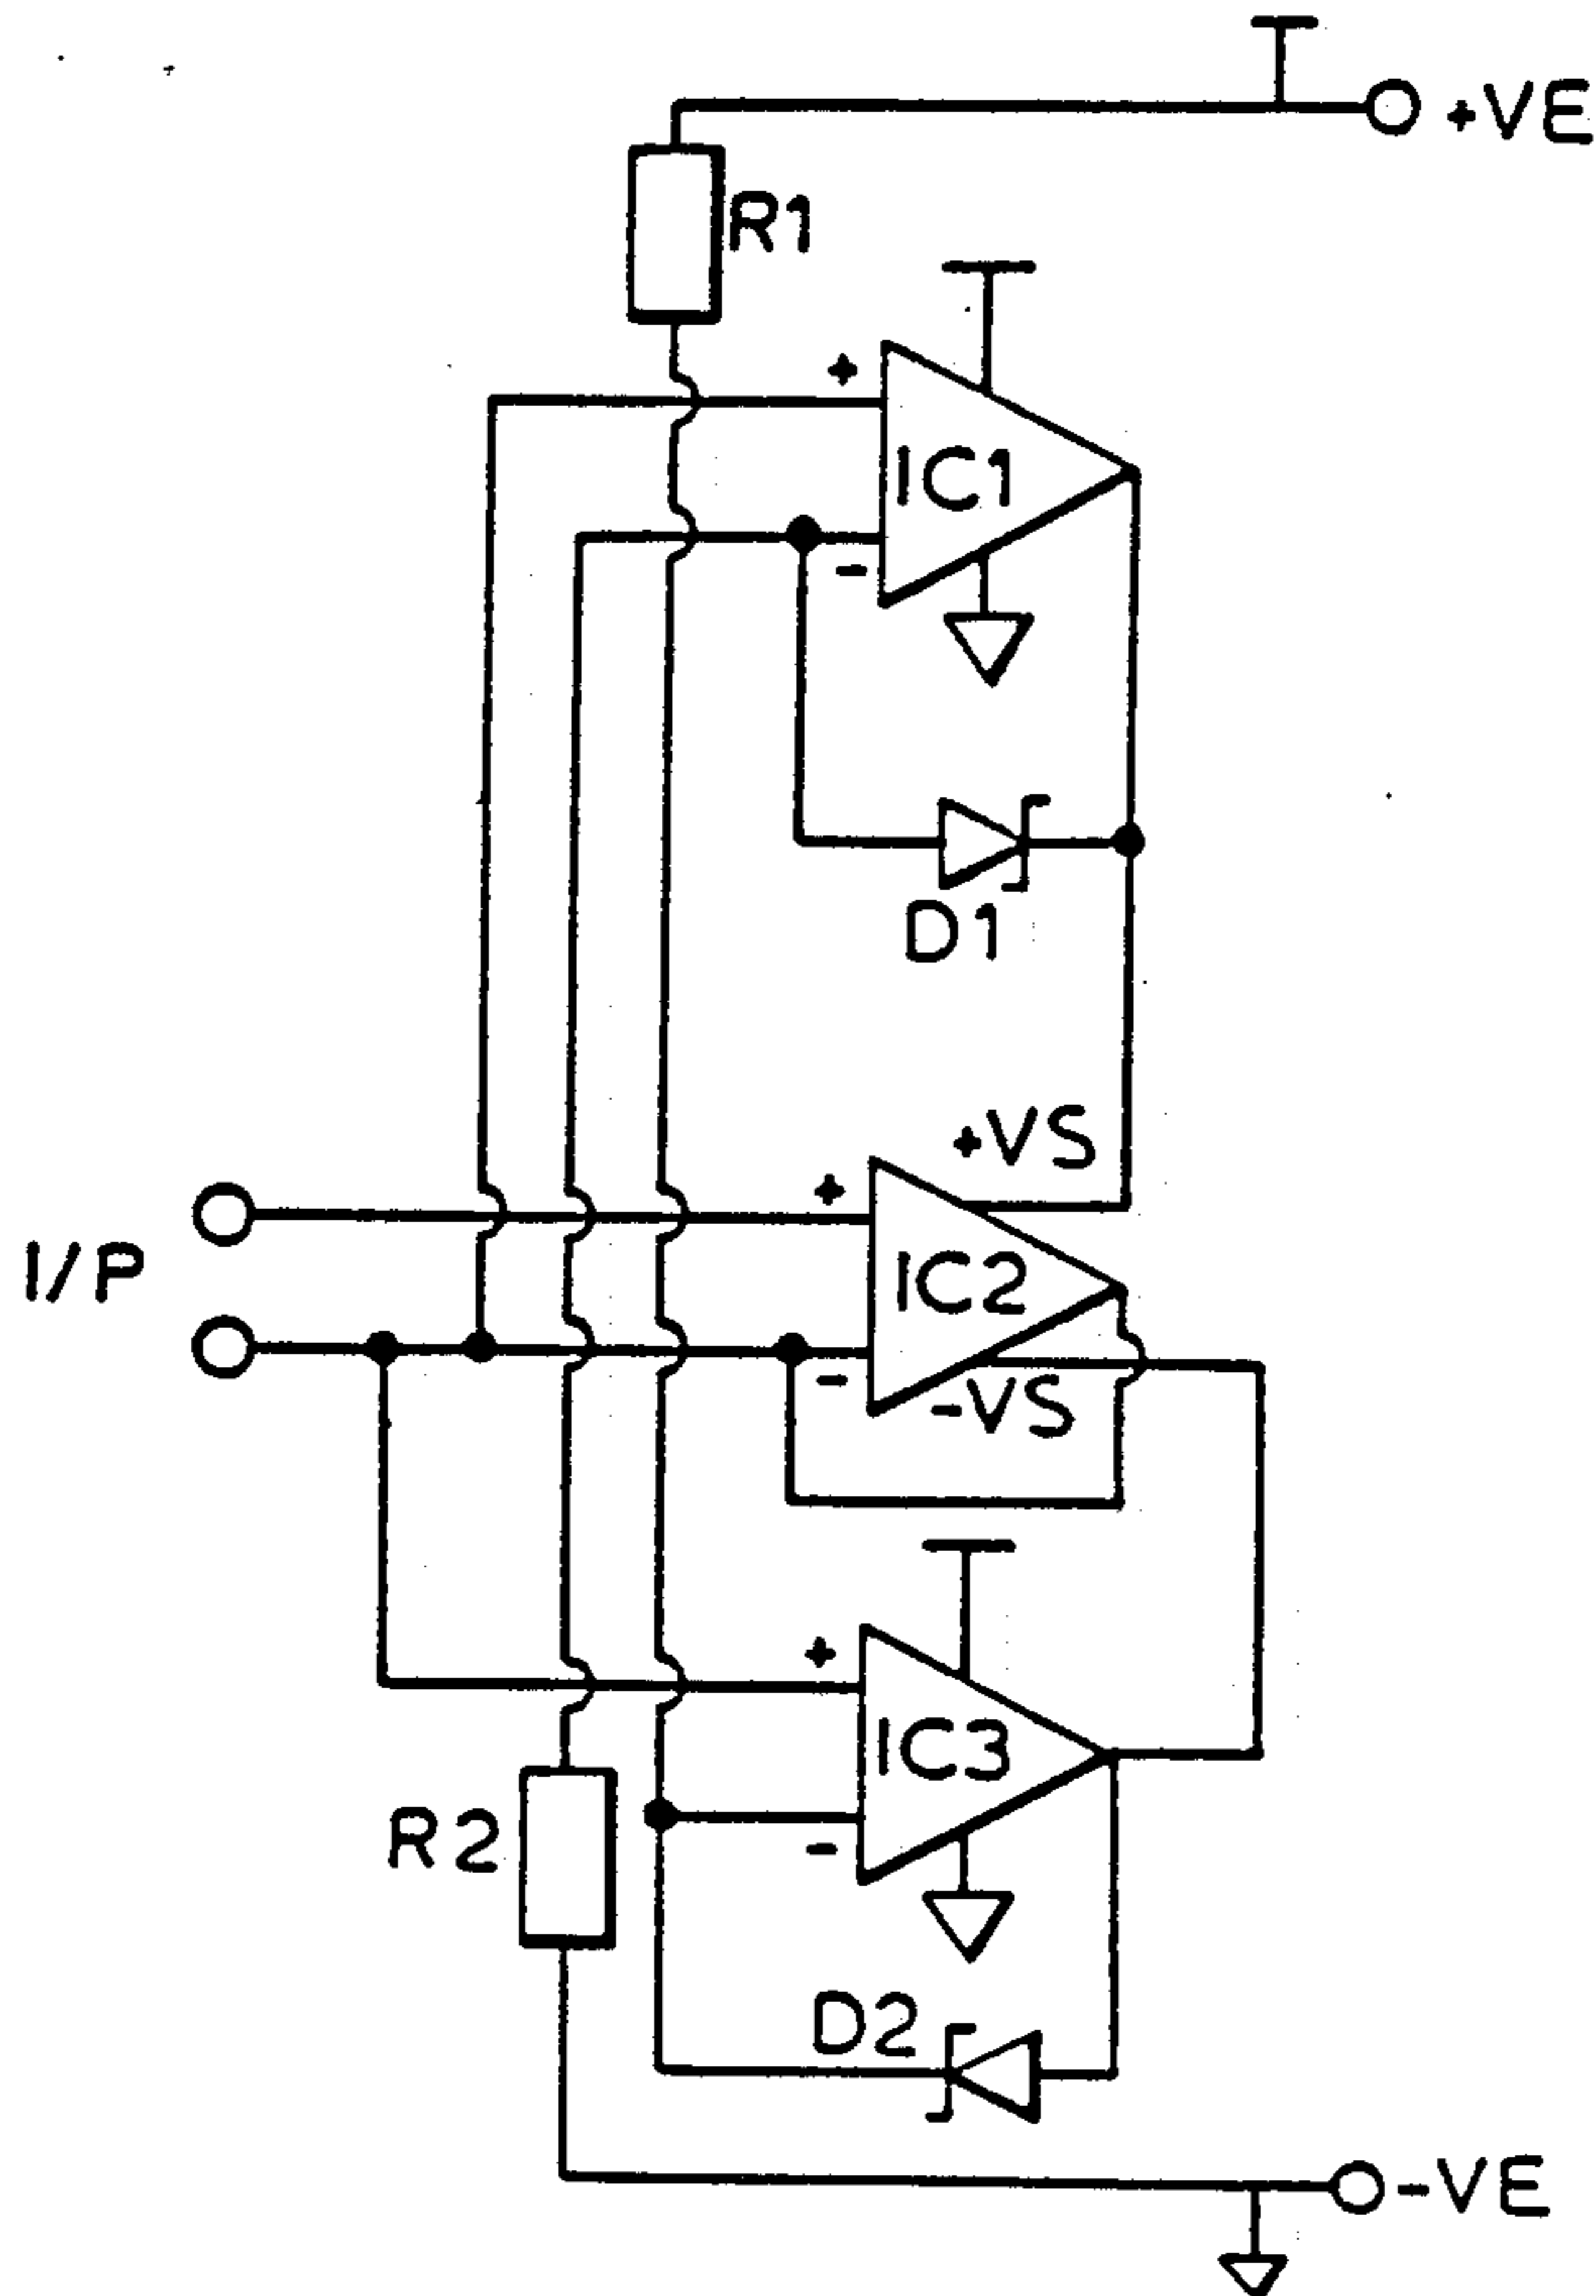 +VE
R1
+
IC1
-
D1
+VS
+
I/P
IC2
-
-VS
+
IC3
R2
-
D2
-VE